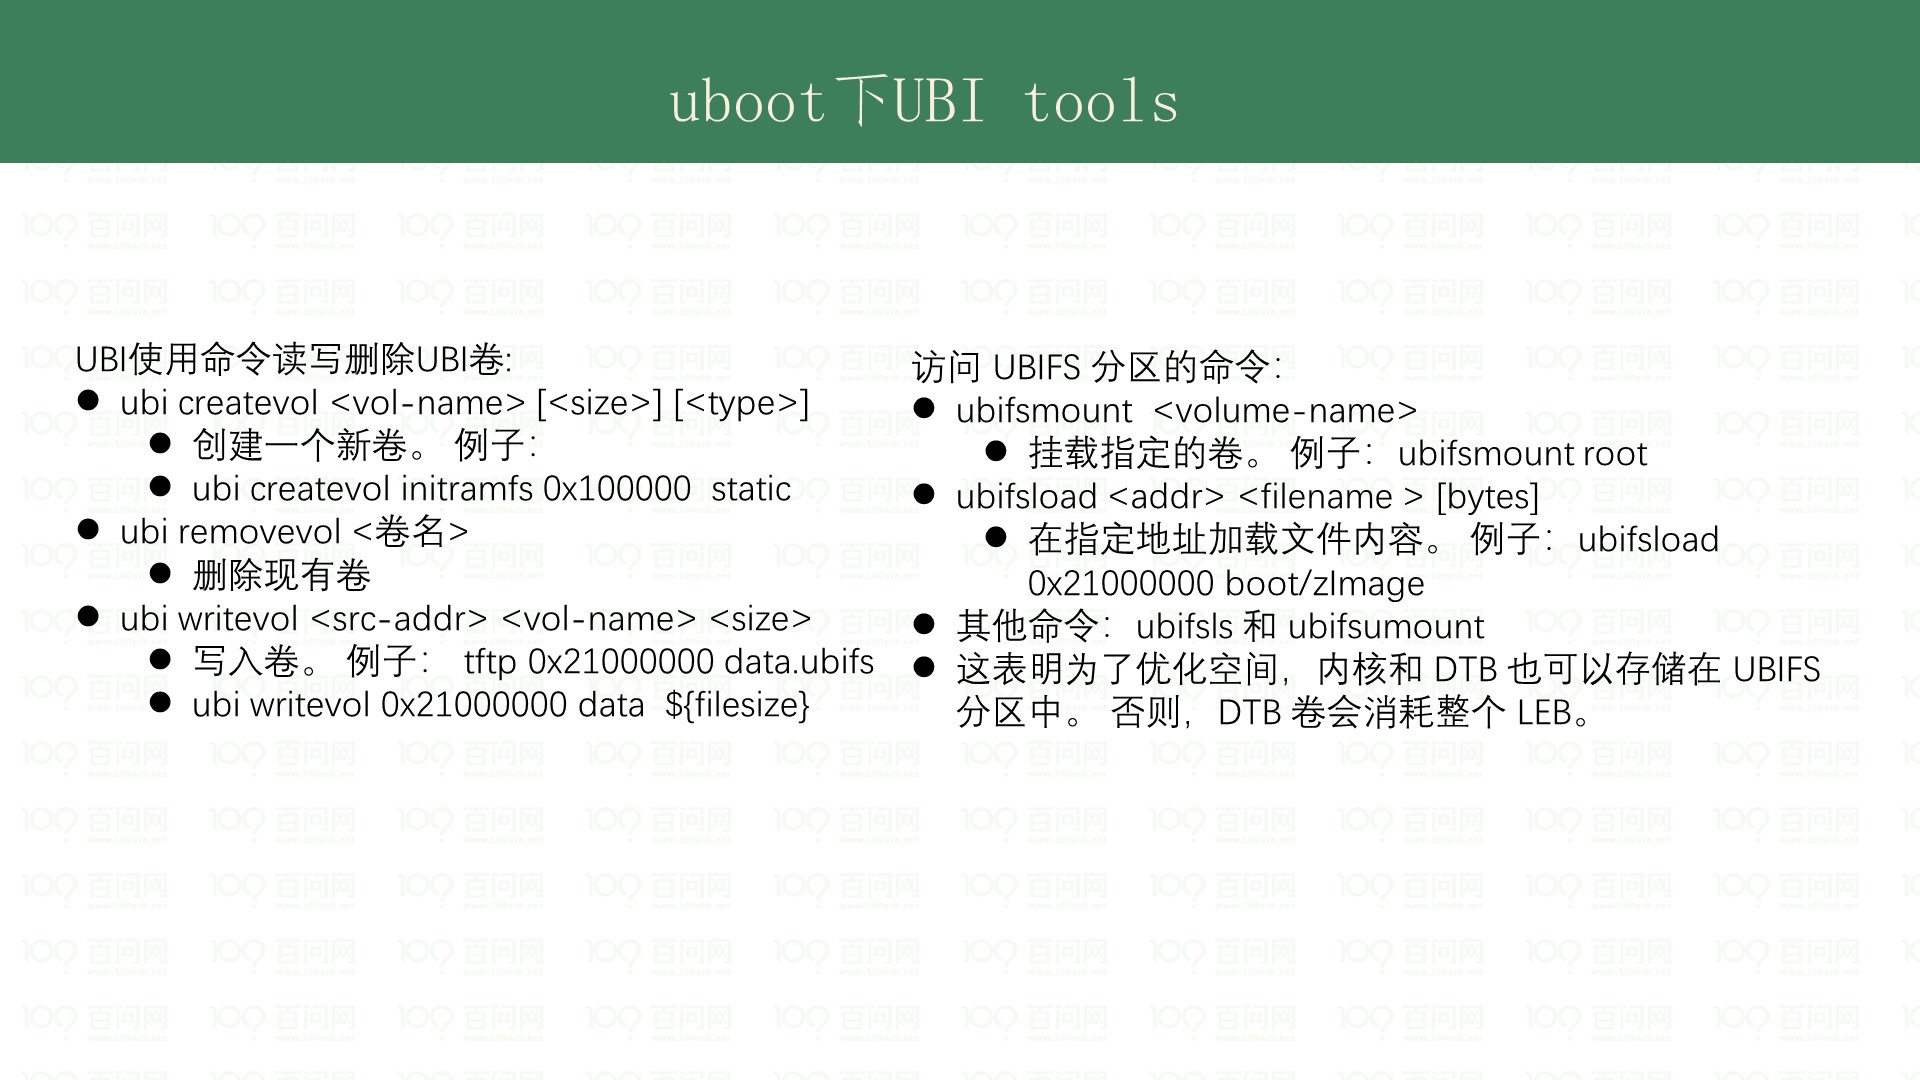 uboot下UBI tools
UBI使用命令读写删除UBI卷:
● ubi createvol <vol-name> [<size>] [<type>]
● 创建一个新卷。 例子：
● ubi createvol initramfs 0x100000  static
● ubi removevol <卷名>
● 删除现有卷
● ubi writevol <src-addr> <vol-name> <size>
● 写入卷。 例子：  tftp 0x21000000 data.ubifs
● ubi writevol 0x21000000 data  ${filesize}
访问 UBIFS 分区的命令：
● ubifsmount  <volume-name>
● 挂载指定的卷。 例子：ubifsmount root
● ubifsload <addr> <filename > [bytes]
● 在指定地址加载文件内容。 例子：ubifsload
0x21000000 boot/zImage
● 其他命令：ubifsls 和 ubifsumount
● 这表明为了优化空间，内核和 DTB 也可以存储在 UBIFS
分区中。 否则，DTB 卷会消耗整个 LEB。